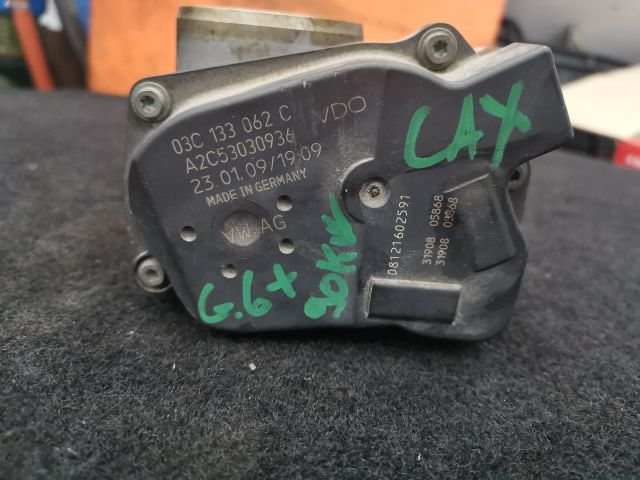 03C 133 062 C VDO
A2C53030936
23.01.09/19:09
MADE IN GERMANY
VW AG
CAX
G.6+
90KW
08121602591
31908 05868
31908 03868